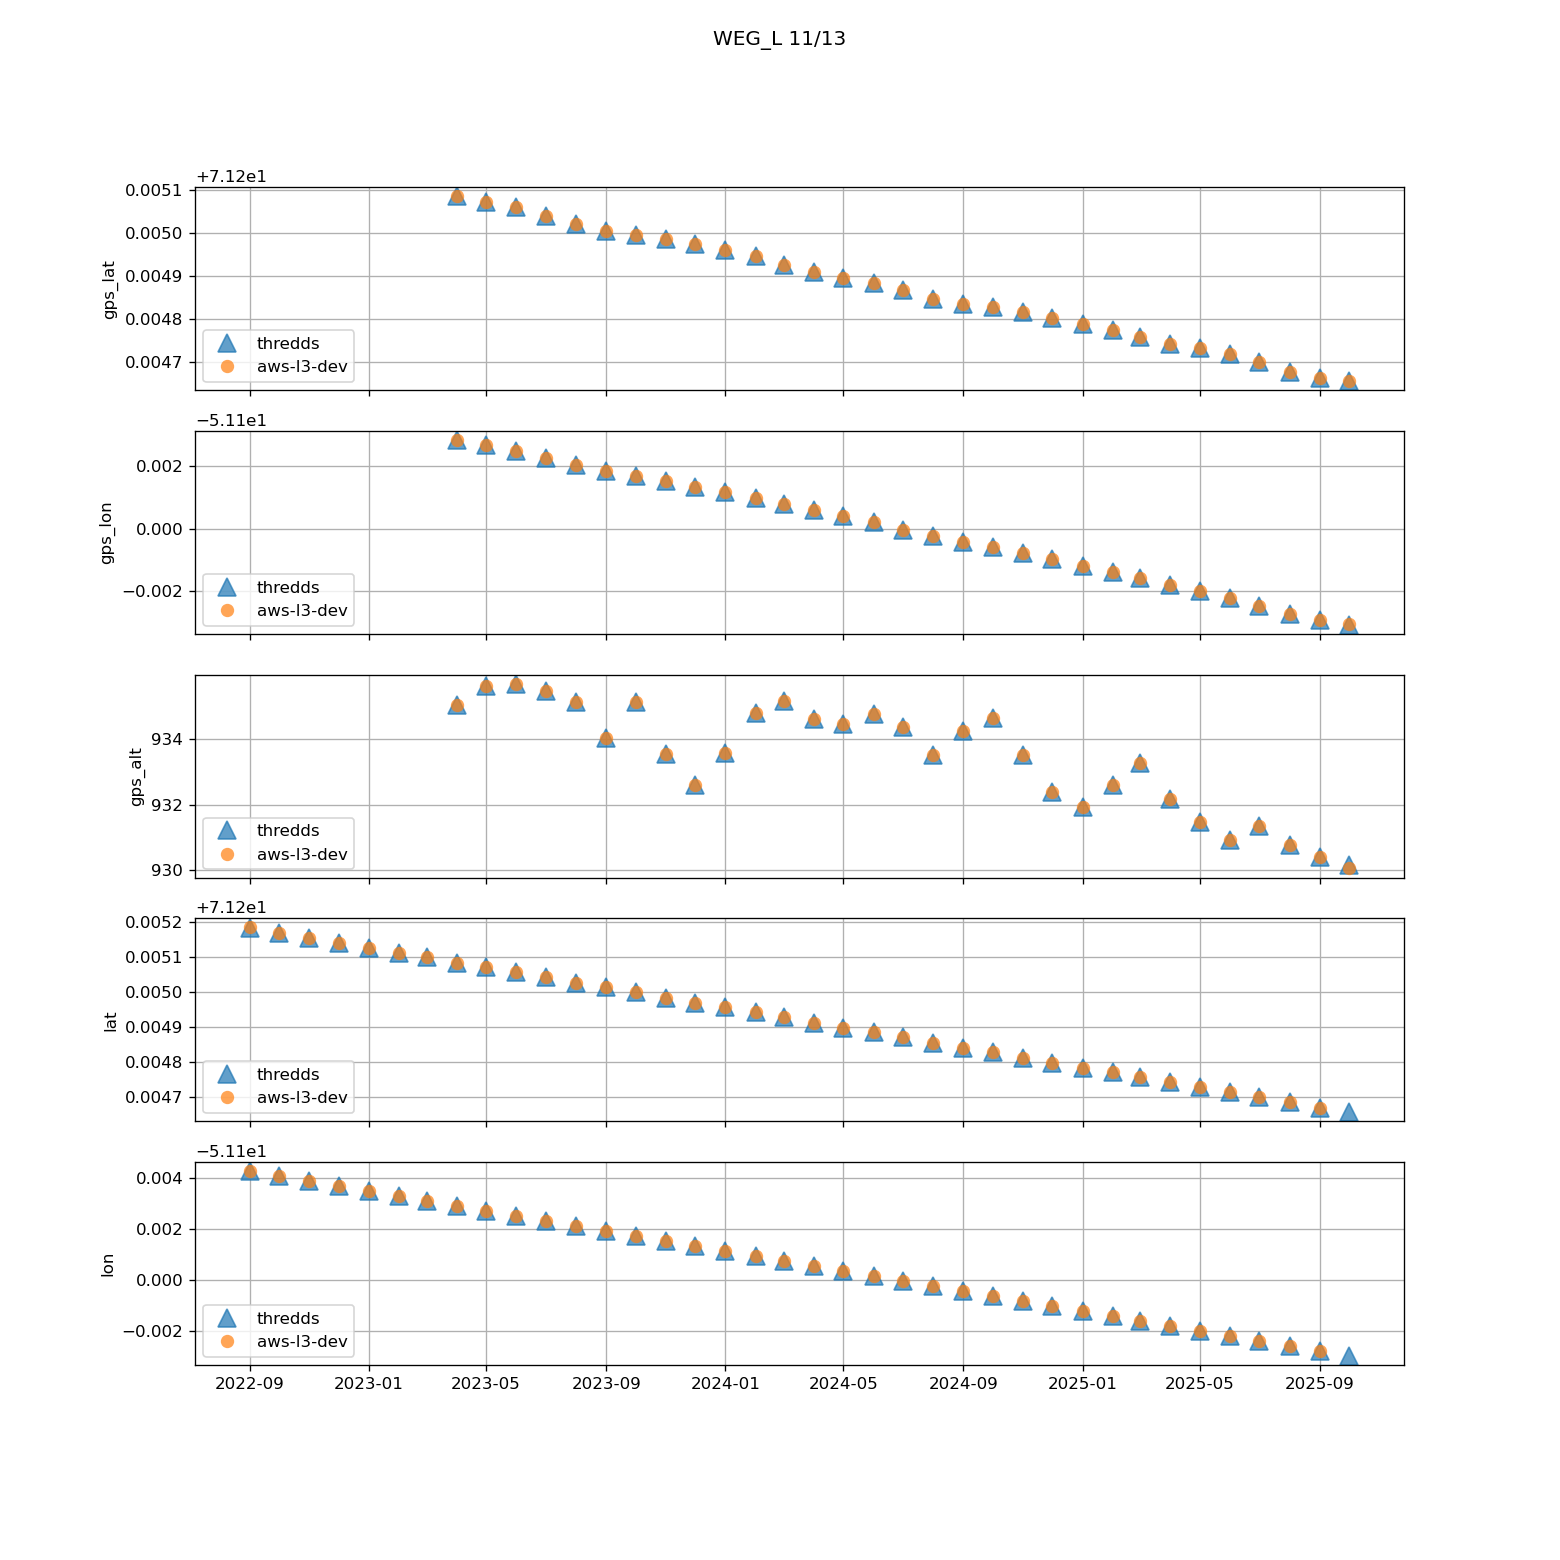 WEG_L 11/13
+7.12e1
0.0051
0.0050
0.0049
0.0048
0.0047
gps_lat
thredds
aws-l3-dev
−5.11e1
0.002
0.000
−0.002
gps_lon
thredds
aws-l3-dev
934
932
930
gps_alt
thredds
aws-l3-dev
+7.12e1
0.0052
0.0051
0.0050
0.0049
0.0048
0.0047
lat
thredds
aws-l3-dev
−5.11e1
0.004
0.002
0.000
−0.002
lon
thredds
aws-l3-dev
2022-09 2023-01 2023-05 2023-09 2024-01 2024-05 2024-09 2025-01 2025-05 2025-09